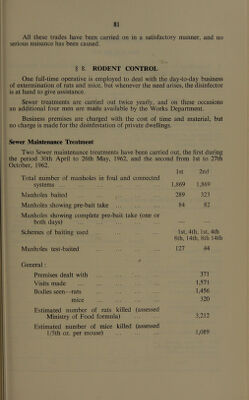 81
All these trades have been carried on in a satisfactory manner, and no
serious nuisance has been caused.
§ 8. RODENT CONTROL
One full-time operative is employed to deal with the day-to-day business
of extermination of rats and mice, but whenever the need arises, the disinfector
is at hand to give assistance.
Sewer treatments are carried out twice yearly, and on these occasions
an additional four men are made available by the Works Department.
Business premises are charged with the cost of time and material, but
no charge is made for the disinfestation of private dwellings.
Sewer Maintenance Treatment
Two Sewer maintenance treatments have been carried out, the first during
the period 30th April to 26th May, 1962, and the second from 1st to 27th
October, 1962.
1st 2nd
Total number of manholes in foul and connected
systems ... 1,869 1,869
Manholes baited ... 289 323
Manholes showing pre-bait take ... 84 82
Manholes showing complete pre-bait take (one or
both days) ... — —
Schemes of baiting used ... 1st, 4th, 1st, 4th
8th, 14th, 8th 14th
Manholes test-baited ... 127 44
General :
Premises dealt with ... 371
Visits made ... 1,571
Bodies seen—rats ... 1,456
mice ... 320
Estimated number of rats killed (assessed
Ministry of Food formula) ... 3,212
Estimated number of mice killed (assessed
1/5th oz. per mouse) ... 1,089